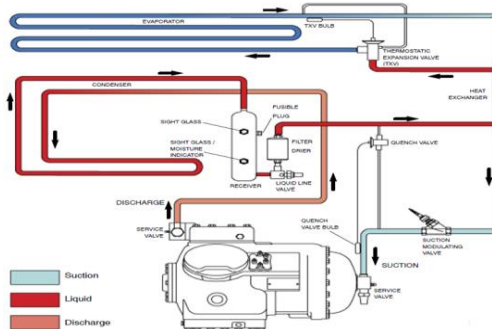 EVAPORATOR
TXV BULB
THERMOSTATIC
EXPANSION VALVE
(TXV)
CONDENSER
HEAT
EXCHANGER
FUSIBLE
PLUG
SIGHT GLASS
SIGHT GLASS /
MOISTURE
INDICATOR
FILTER
DRIER
QUENCH VALVE
RECEIVER
LIQUID LINE
VALVE
DISCHARGE
SERVICE
VALVE
QUENCH
VALVE BULB
SUCTION
MODULATING
VALVE
SUCTION
SERVICE
VALVE
Suction
Liquid
Discharge